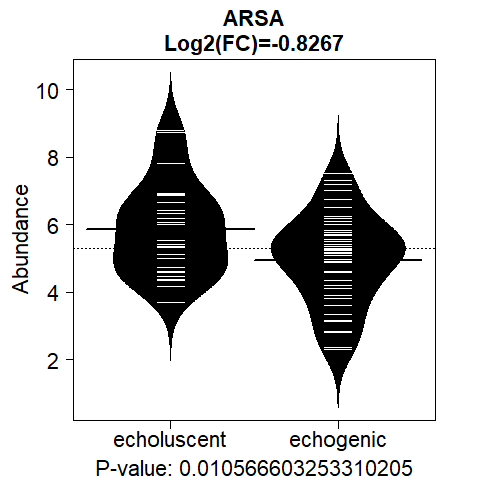 ARSA
Log2(FC)=-0.8267
10
8
6
4
2
Abundance
echoluscent echogenic
P-value: 0.010566603253310205